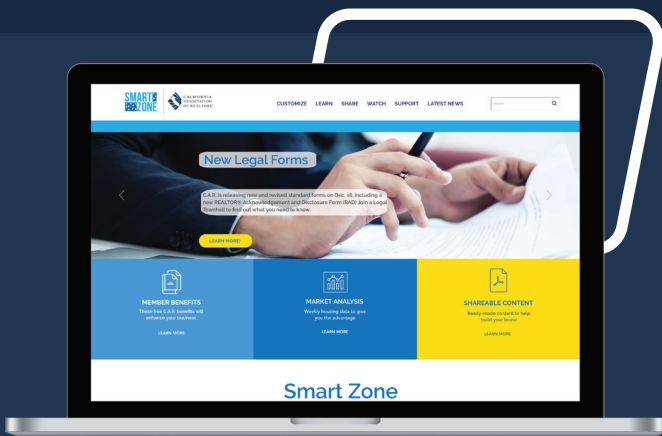 SMART
ZONE
CALIFORNIA
ASSOCIATION
OF REALTORS®
CUSTOMIZE LEARN SHARE WATCH SUPPORT LATEST NEWS
Search...
New Legal Forms
C.A.R. is releasing new and revised standard forms on Dec. 18, including a
new REALTOR® Acknowledgement and Disclosure Form (RAD) Join a Legal
Townhall to find out what you need to know.
LEARN MORE!
MEMBER BENEFITS
These free C.A.R. benefits will
enhance your business
LEARN MORE
MARKET ANALYSIS
Weekly housing data to give
you the advantage
LEARN MORE
SHAREABLE CONTENT
Ready-made content to help
build your brand
LEARN MORE
Smart Zone